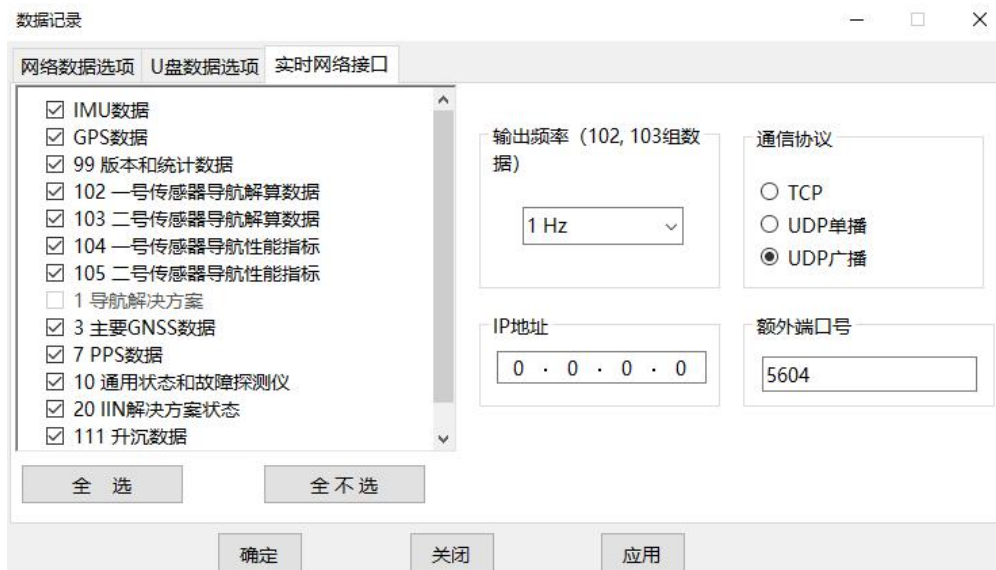 数据记录
网络数据选项 U盘数据选项 实时网络接口
IMU数据
GPS数据
99 版本和统计数据
102 一号传感器导航解算数据
103 二号传感器导航解算数据
104 一号传感器导航性能指标
105 二号传感器导航性能指标
1 导航解决方案
3 主要GNSS数据
7 PPS数据
10 通用状态和故障探测仪
20 IIN解决方案状态
111 升沉数据
全 选 全不选
输出频率（102, 103组数
据）
1 Hz
通信协议
TCP
UDP单播
UDP广播
IP地址
0 . 0 . 0 . 0
额外端口号
5604
确定 关闭 应用